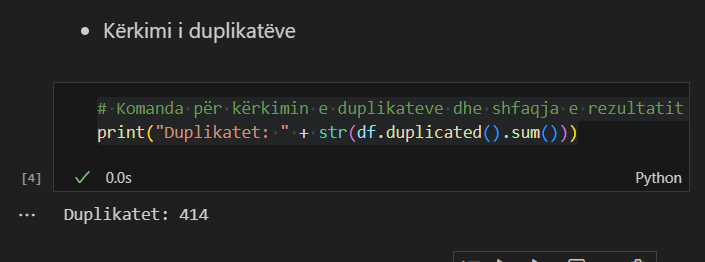 Kërkimi i duplikatëve
# Komanda për kërkimin e duplikateve dhe shfaqja e rezultatit
print("Duplikatet: " + str(df.duplicated().sum()))
[4] 0.0s Python
... Duplikatet: 414